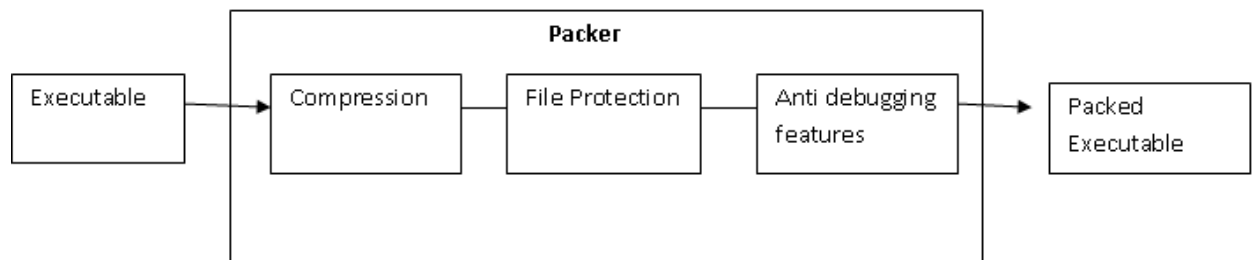 Packer
Executable
Compression
File Protection
Anti debugging
features
Packed
Executable